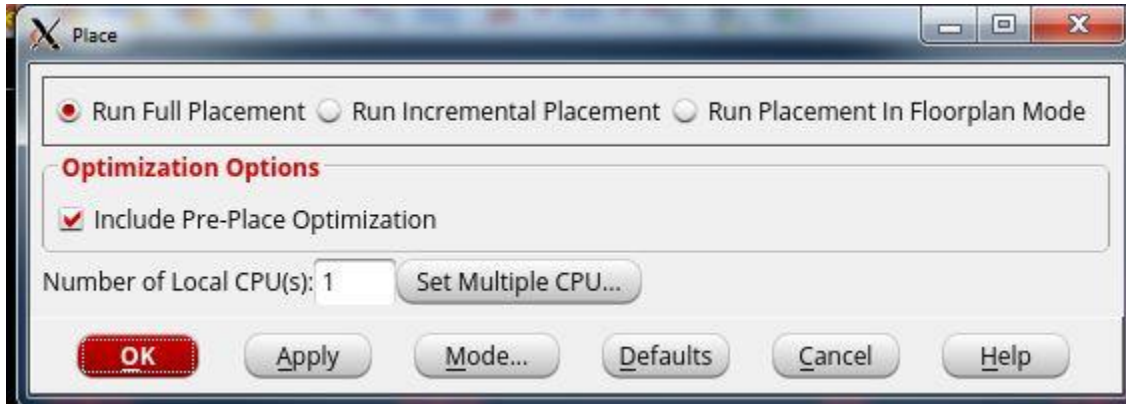 Place
Run Full Placement Run Incremental Placement Run Placement In Floorplan Mode
Optimization Options
Include Pre-Place Optimization
Number of Local CPU(s): 1 Set Multiple CPU...
OK Apply Mode... Defaults Cancel Help